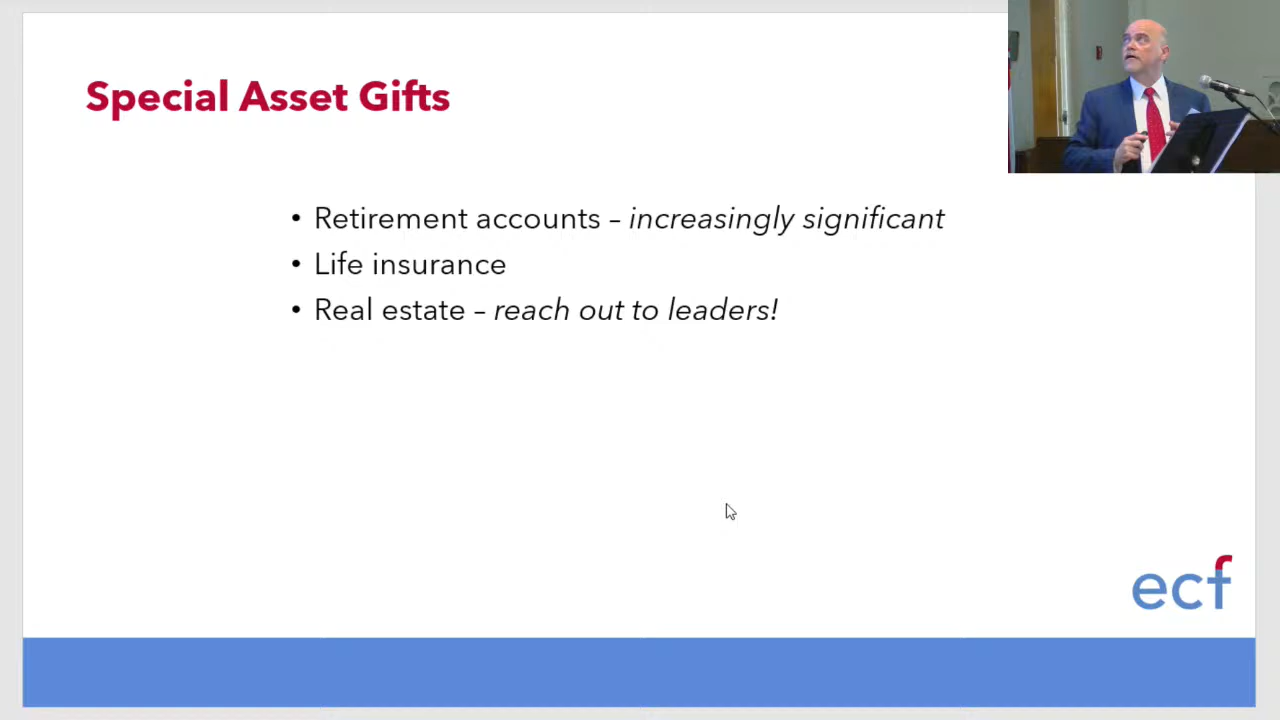 Special Asset Gifts
• Retirement accounts – increasingly significant
• Life insurance
• Real estate – reach out to leaders!
ecf